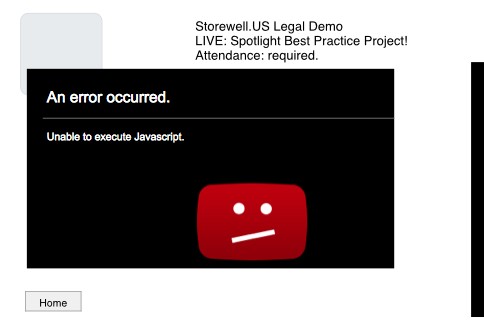 Storewell.US Legal Demo
LIVE: Spotlight Best Practice Project!
Attendance: required.
An error occurred.
Unable to execute Javascript.
Home